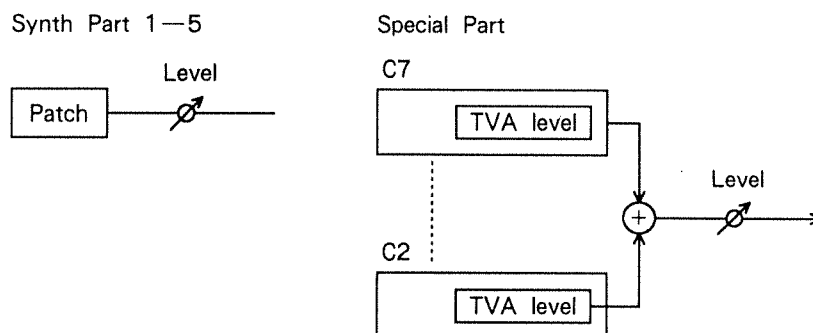 Synth Part 1—5
Level
Patch
Special Part
C7
TVA level
Level
+
C2
TVA level